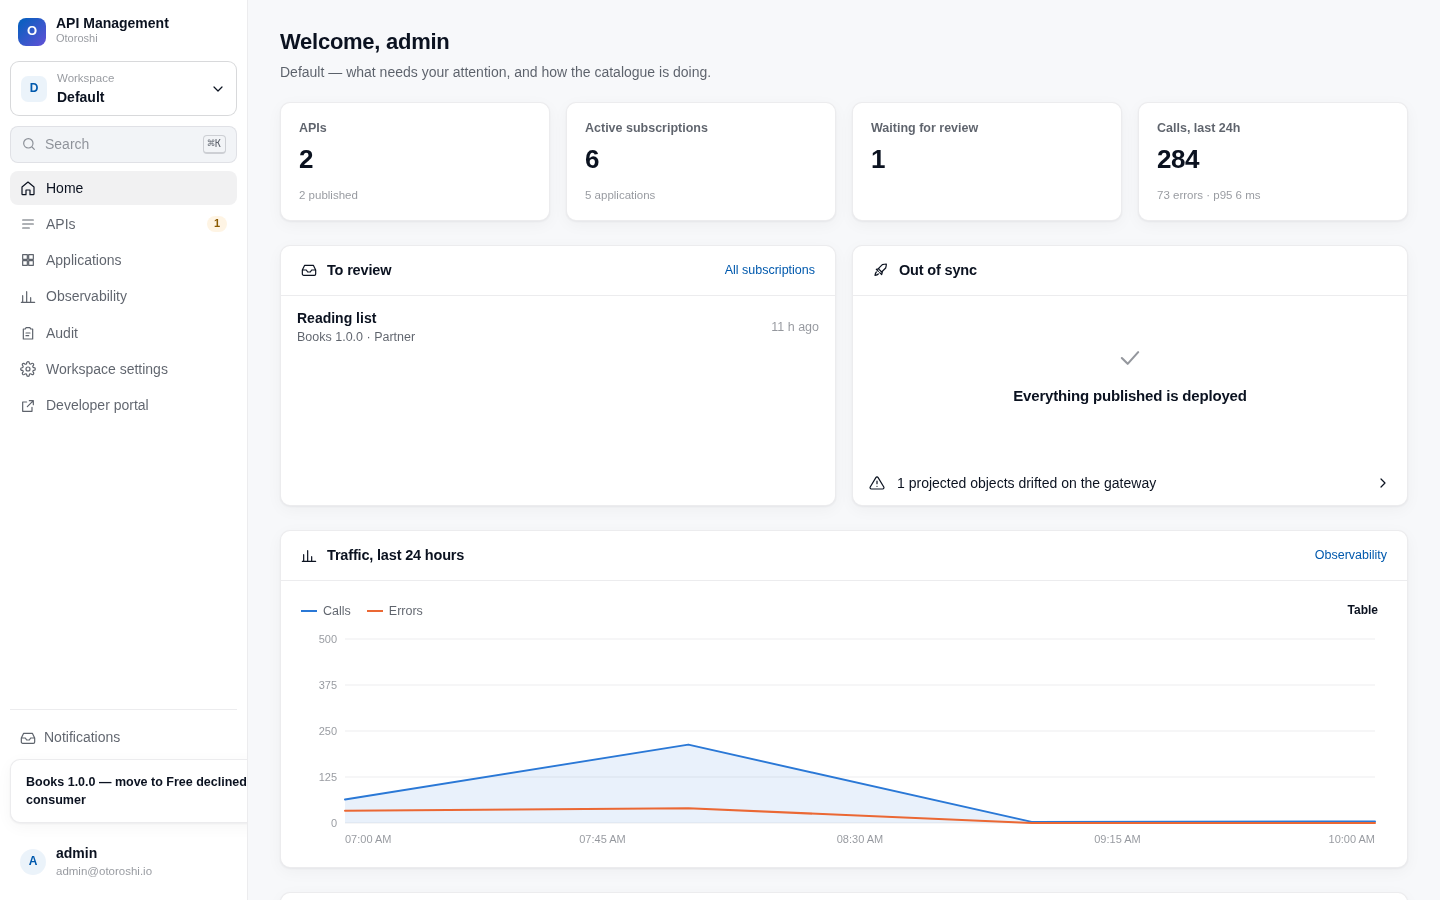 O
API Management
Otoroshi
D
Workspace
Default
Search
⌘K
Home
APIs
1
Applications
Observability
Audit
Workspace settings
Developer portal
Notifications
Books 1.0.0 — move to Free declined
consumer
A
admin
admin@otoroshi.io
Welcome, admin
Default — what needs your attention, and how the catalogue is doing.
APIs
2
2 published
Active subscriptions
6
5 applications
Waiting for review
1
Calls, last 24h
284
73 errors · p95 6 ms
To review
All subscriptions
Reading list
Books 1.0.0 · Partner
11 h ago
Out of sync
Everything published is deployed
1 projected objects drifted on the gateway
Traffic, last 24 hours
Observability
Calls
Errors
Table
500
375
250
125
0
07:00 AM
07:45 AM
08:30 AM
09:15 AM
10:00 AM